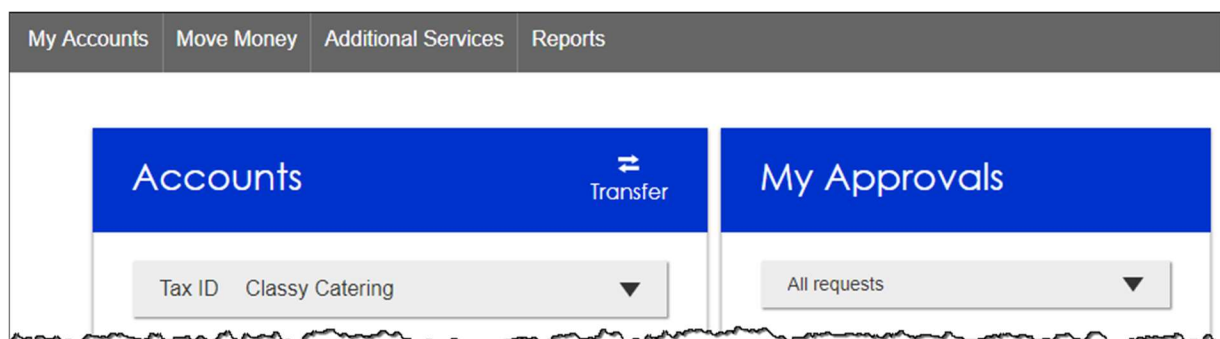 My Accounts Move Money Additional Services Reports
Accounts
Transfer
My Approvals
Tax ID Classy Catering
All requests